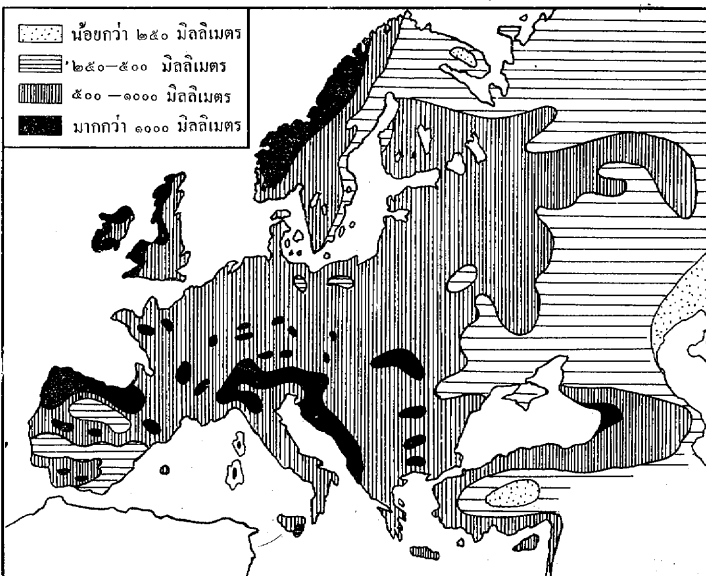 น้อยกว่า ๒๕๐ มิลลิเมตร
๒๕๐–๕๐๐ มิลลิเมตร
๕๐๐ –๑๐๐๐ มิลลิเมตร
มากกว่า ๑๐๐๐ มิลลิเมตร